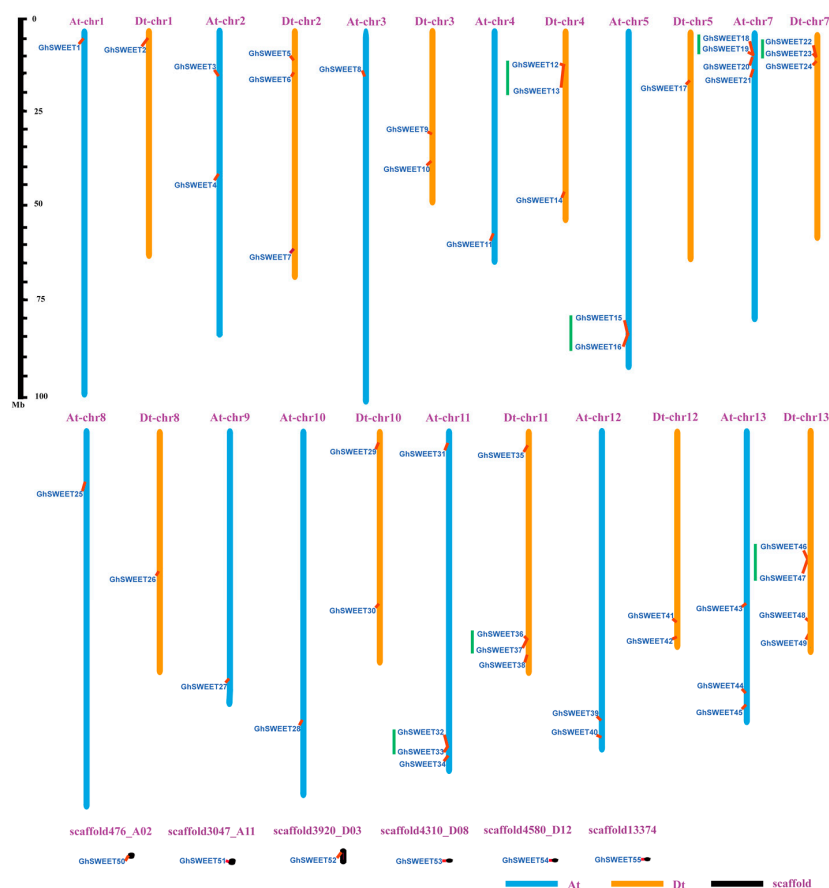 0
25
50
75
100
Mb
At-chr1 Dt-chr1 At-chr2 Dt-chr2 At-chr3 Dt-chr3 At-chr4 Dt-chr4 At-chr5 Dt-chr5 At-chr7 Dt-chr7
GhSWEET1
GhSWEET2
GhSWEET3
GhSWEET4
GhSWEET5
GhSWEET6
GhSWEET7
GhSWEET8
GhSWEET9
GhSWEET10
GhSWEET11
GhSWEET12
GhSWEET13
GhSWEET14
GhSWEET15
GhSWEET16
GhSWEET17
GhSWEET18
GhSWEET19
GhSWEET20
GhSWEET21
GhSWEET22
GhSWEET23
GhSWEET24
At-chr8 Dt-chr8 At-chr9 At-chr10 Dt-chr10 At-chr11 Dt-chr11 At-chr12 Dt-chr12 At-chr13 Dt-chr13
GhSWEET25
GhSWEET26
GhSWEET27
GhSWEET28
GhSWEET29
GhSWEET30
GhSWEET31
GhSWEET32
GhSWEET33
GhSWEET34
GhSWEET35
GhSWEET36
GhSWEET37
GhSWEET38
GhSWEET39
GhSWEET40
GhSWEET41
GhSWEET42
GhSWEET43
GhSWEET44
GhSWEET45
GhSWEET46
GhSWEET47
GhSWEET48
GhSWEET49
scaffold476_A02 scaffold3047_A11 scaffold3920_D03 scaffold4310_D08 scaffold4580_D12 scaffold13374
GhSWEET50 GhSWEET51 GhSWEET52 GhSWEET53 GhSWEET54 GhSWEET55
At Dt scaffold